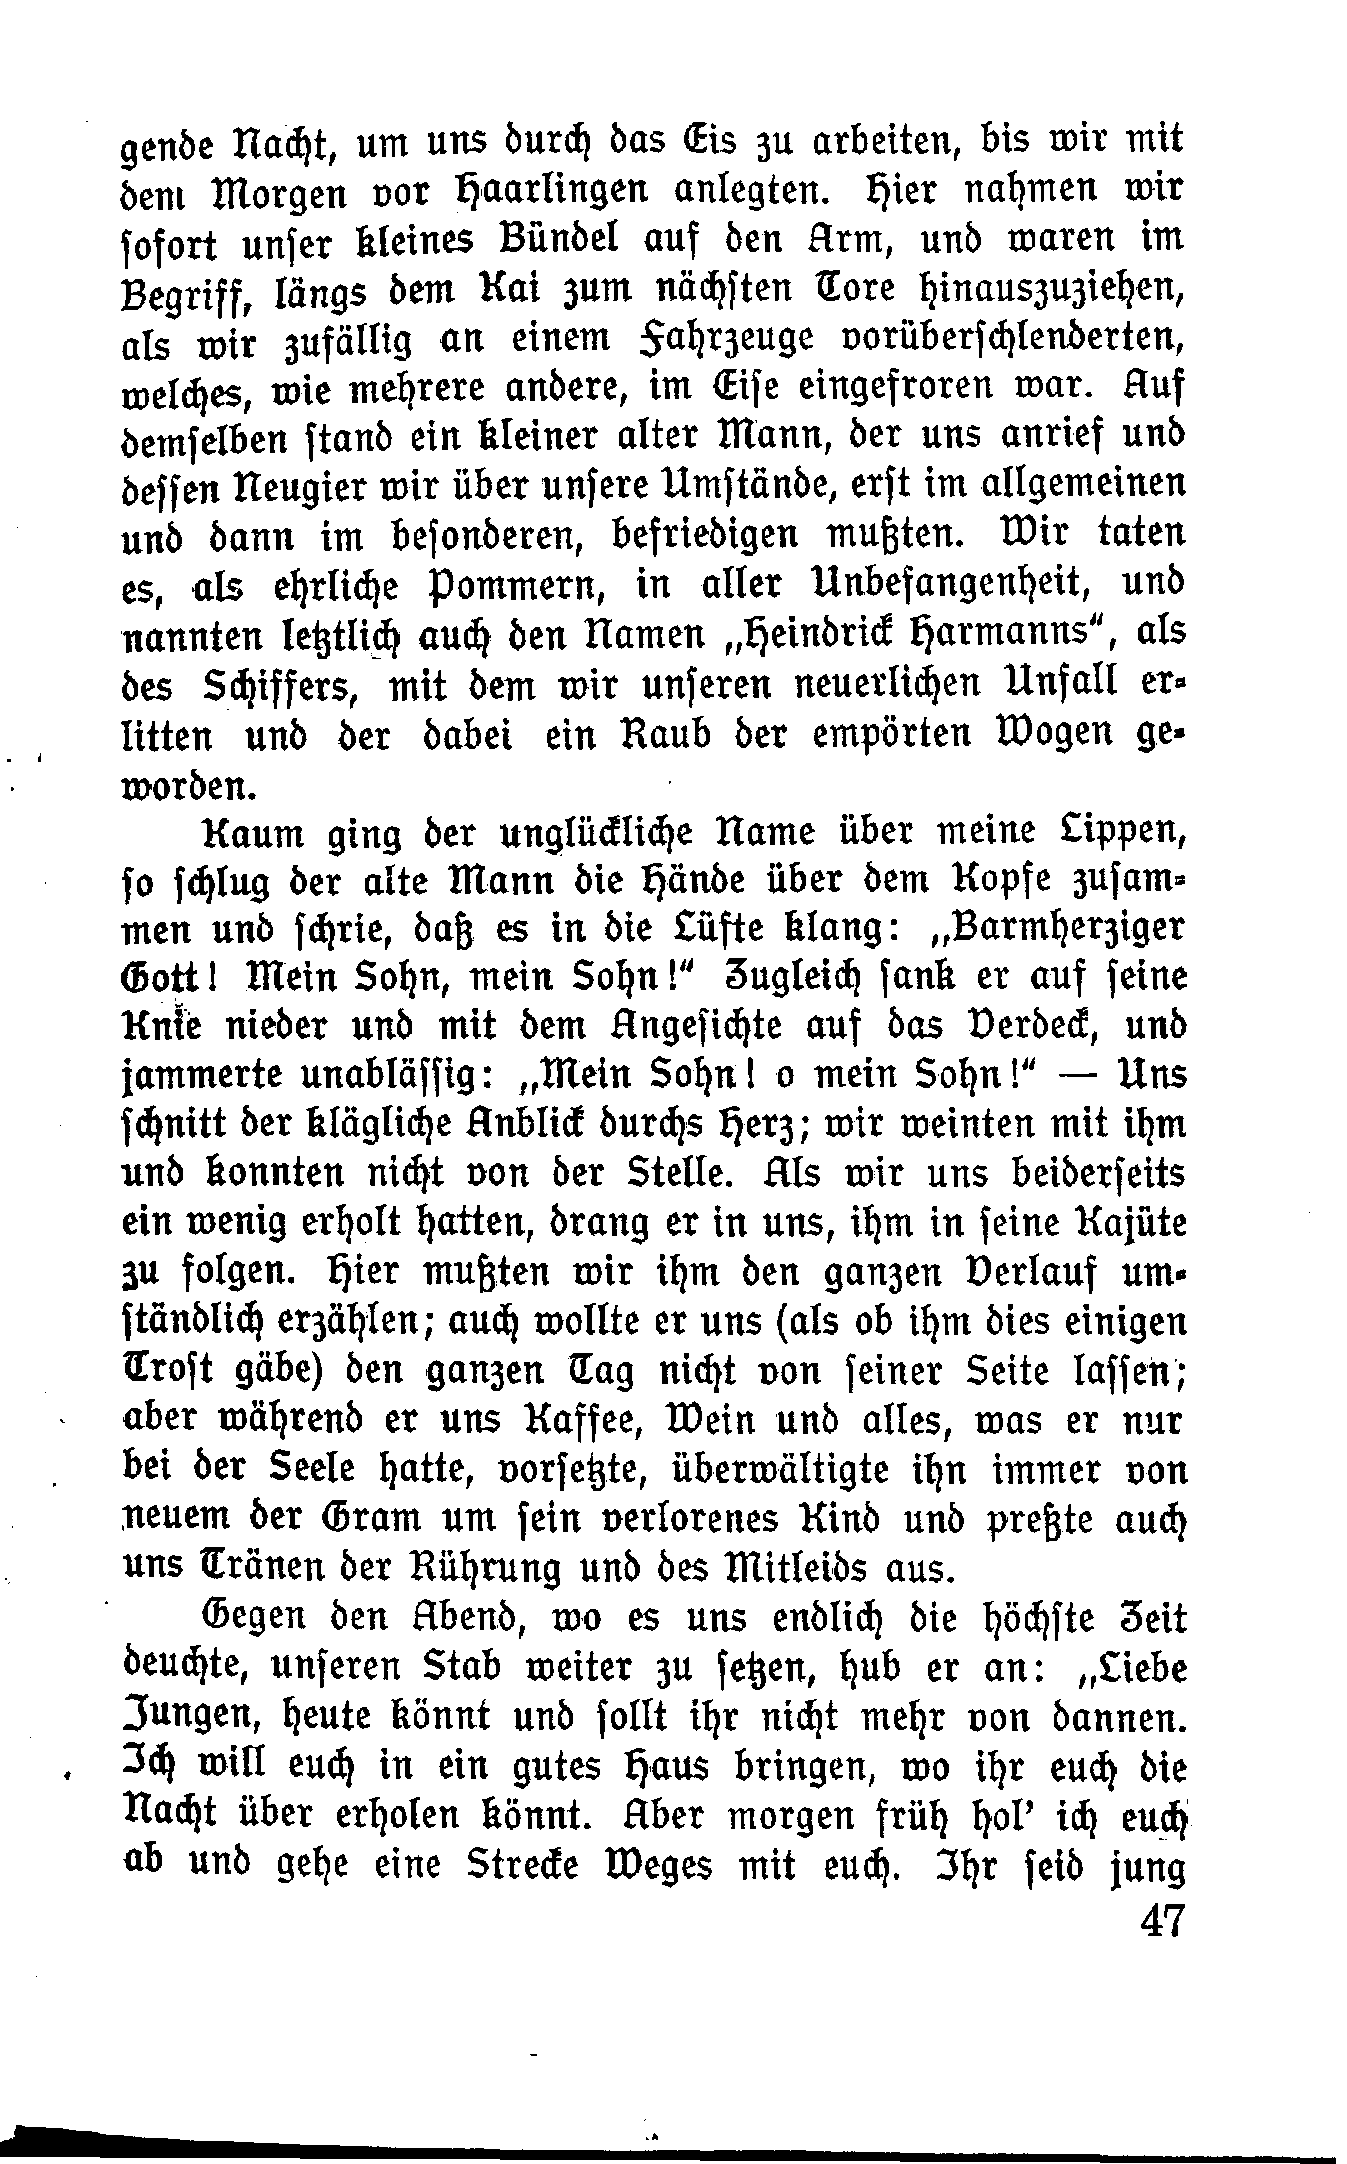 gende Nacht, um uns durch das Eis zu arbeiten, bis wir mit
dem Morgen vor Haarlingen anlegten. Hier nahmen wir
sofort unser kleines Bündel auf den Arm, und waren im
Begriff, längs dem Kai zum nächsten Tore hinauszuziehen,
als wir zufällig an einem Fahrzeuge vorüberschlenderten,
welches, wie mehrere andere, im Eise eingefroren war. Auf
demselben stand ein kleiner alter Mann, der uns anrief und
dessen Neugier wir über unsere Umstände, erst im allgemeinen
und dann im besonderen, befriedigen mußten. Wir taten
es, als ehrliche Pommern, in aller Unbefangenheit, und
nannten letztlich auch den Namen „Heindrick Harmanns“, als
des Schiffers, mit dem wir unseren neuerlichen Unfall er-
litten und der dabei ein Raub der empörten Wogen ge-
worden.
Kaum ging der unglückliche Name über meine Lippen,
so schlug der alte Mann die Hände über dem Kopfe zusam-
men und schrie, daß es in die Lüfte klang: „Barmherziger
Gott! Mein Sohn, mein Sohn!“ Zugleich sank er auf seine
Knie nieder und mit dem Angesichte auf das Verdeck, und
jammerte unablässig: „Mein Sohn! o mein Sohn!“ — Uns
schnitt der klägliche Anblick durchs Herz; wir weinten mit ihm
und konnten nicht von der Stelle. Als wir uns beiderseits
ein wenig erholt hatten, drang er in uns, ihm in seine Kajüte
zu folgen. Hier mußten wir ihm den ganzen Verlauf um-
ständlich erzählen; auch wollte er uns (als ob ihm dies einigen
Trost gäbe) den ganzen Tag nicht von seiner Seite lassen;
aber während er uns Kaffee, Wein und alles, was er nur
bei der Seele hatte, vorsetzte, überwältigte ihn immer von
neuem der Gram um sein verlorenes Kind und preßte auch
uns Tränen der Rührung und des Mitleids aus.
Gegen den Abend, wo es uns endlich die höchste Zeit
deuchte, unseren Stab weiter zu setzen, hub er an: „Liebe
Jungen, heute könnt und sollt ihr nicht mehr von dannen.
Ich will euch in ein gutes Haus bringen, wo ihr euch die
Nacht über erholen könnt. Aber morgen früh hol’ ich euch
ab und gehe eine Strecke Weges mit euch. Ihr seid jung
47